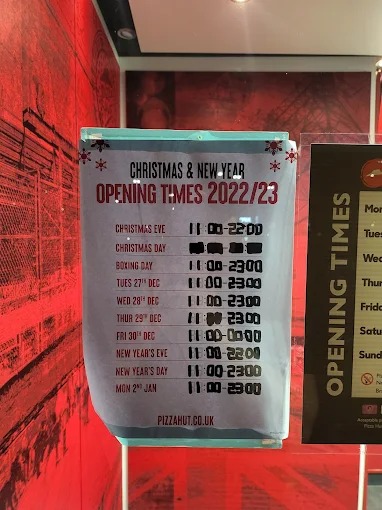 CHRISTMAS & NEW YEAR
OPENING TIMES 2022/23
CHRISTMAS EVE 11:00-22:00
CHRISTMAS DAY
BOXING DAY 11:00-23:00
TUES 27TH DEC 11:00-23:00
WED 28TH DEC 11:00-23:00
THUR 29TH DEC 11:00-23:00
FRI 30TH DEC 11:00
NEW YEAR'S EVE 11:00-22:00
NEW YEAR'S DAY 11:00-23:00
MON 2ND JAN 11:00-23:00
PIZZAHUT.CO.UK
OPENING TIMES
Mon
Tues
Wed
Thur
Frida
Satu
Sund